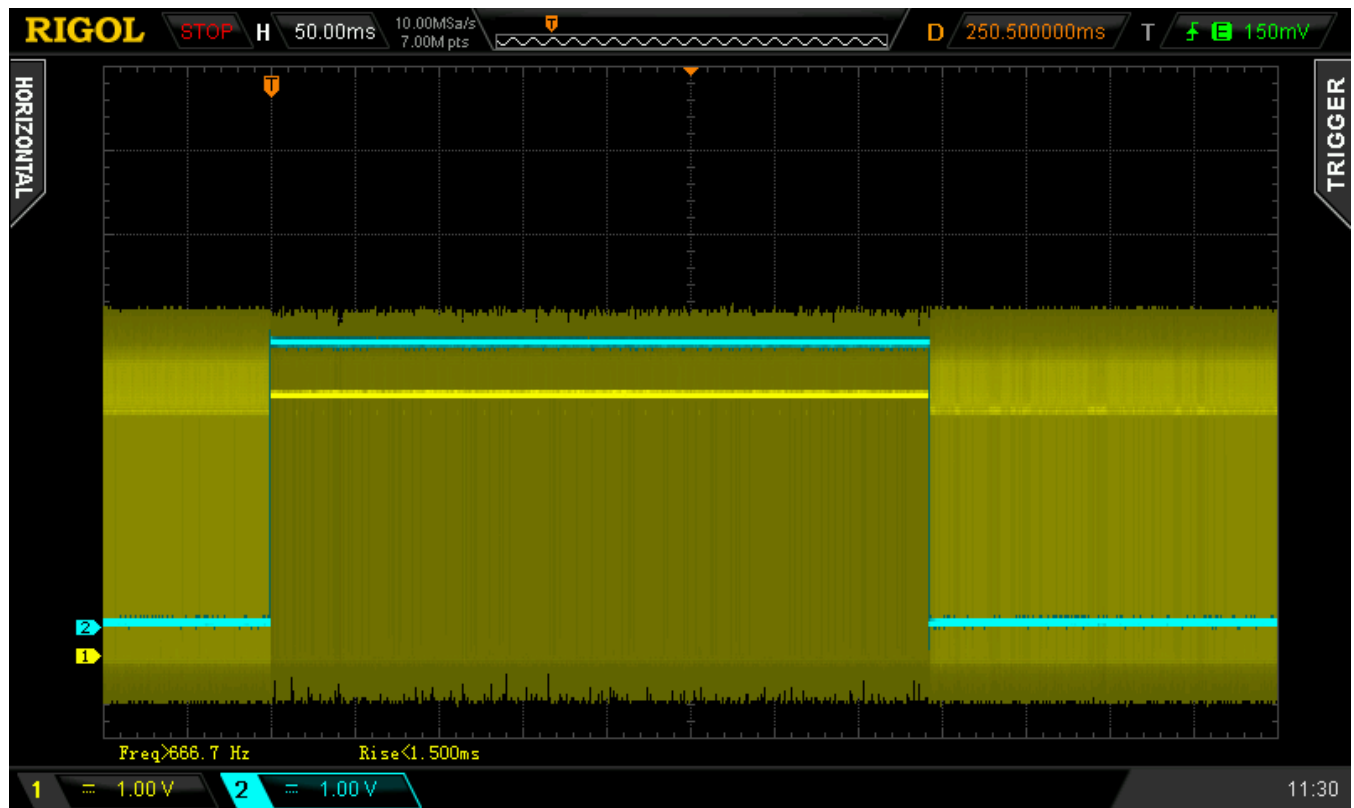 RIGOL STOP H 50.00ms 10.00MSa/s 7.00M pts T D 250.500000ms T E 150mV
HORIZONTAL
TRIGGER
T
2
1
Freq>666.7 Hz Rise<1.500ms
1 = 1.00 V 2 = 1.00 V 11:30